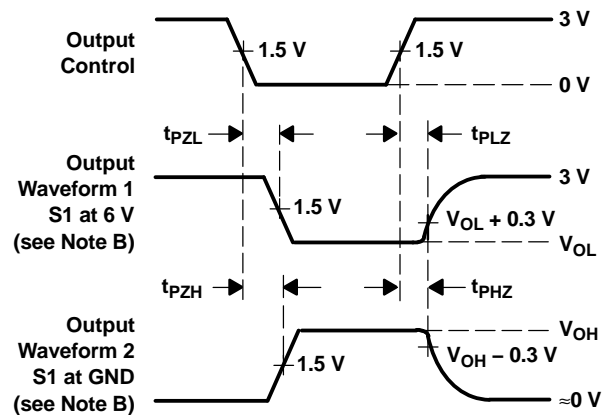 3 V
Output
Control
1.5 V
1.5 V
0 V
tPZL
tPLZ
Output
Waveform 1
S1 at 6 V
(see Note B)
3 V
1.5 V
VOL + 0.3 V
VOL
tPZH
tPHZ
Output
Waveform 2
S1 at GND
(see Note B)
VOH
1.5 V
VOH − 0.3 V
≈0 V